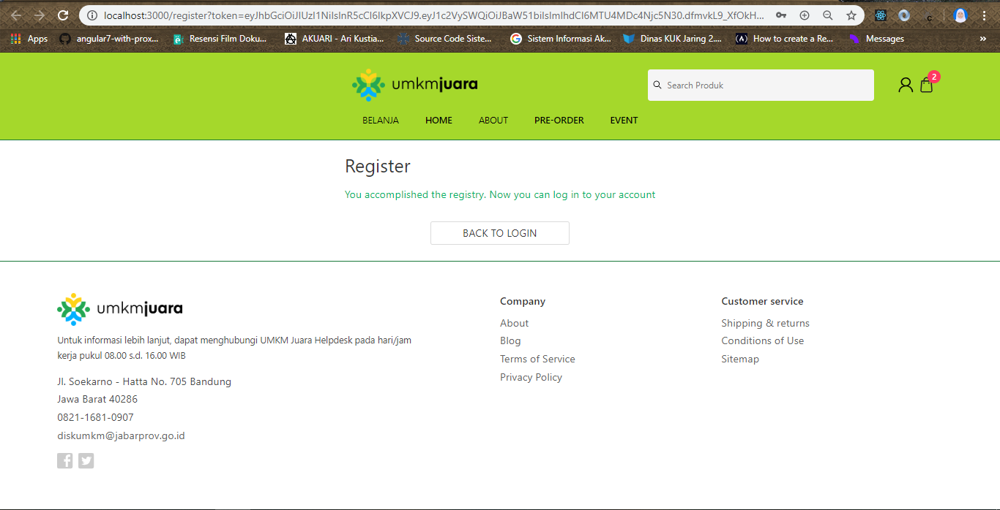 localhost:3000/register?token=eyJhbGciOiJIUzI1NiIsInR5cCI6IkpXVCJ9.eyJ1c2VySWQiOiJBaW51biIsImlhdCI6MTU4MDc4Njc5N30.dfmvkL9_XfOkH...
Apps angular7-with-prox... Resensi Film Doku... AKUARI - Ari Kustia... Source Code Siste... Sistem Informasi Ak... Dinas KUK Jaring 2.... How to create a Re... Messages »
umkmjuara
Search Produk
2
BELANJA HOME ABOUT PRE-ORDER EVENT
Register
You accomplished the registry. Now you can log in to your account
BACK TO LOGIN
umkmjuara
Untuk informasi lebih lanjut, dapat menghubungi UMKM Juara Helpdesk pada hari/jam
kerja pukul 08.00 s.d. 16.00 WIB
Jl. Soekarno - Hatta No. 705 Bandung
Jawa Barat 40286
0821-1681-0907
diskumkm@jabarprov.go.id
Company
About
Blog
Terms of Service
Privacy Policy
Customer service
Shipping & returns
Conditions of Use
Sitemap